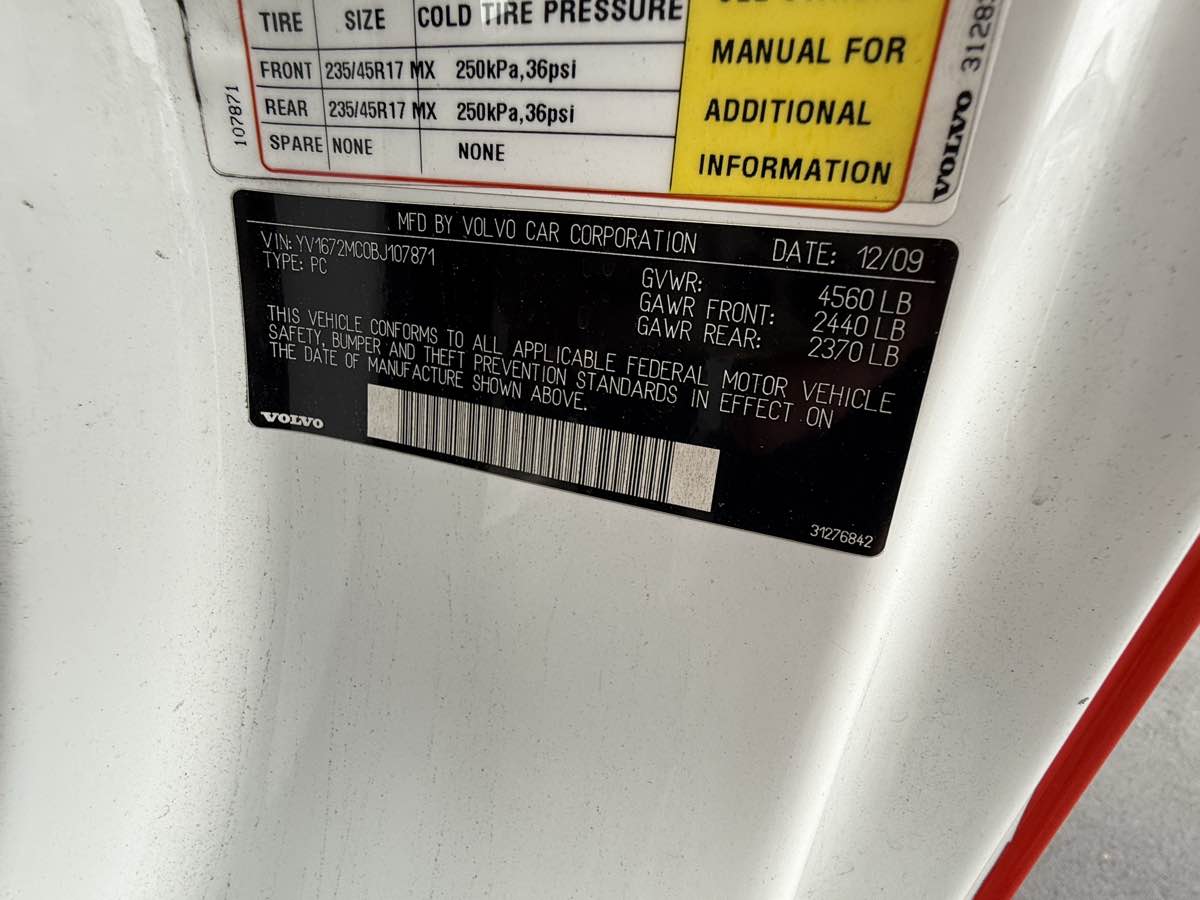 TIRE SIZE COLD TIRE PRESSURE
FRONT 235/45R17 MX 250kPa,36psi
REAR 235/45R17 MX 250kPa,36psi
SPARE NONE NONE
MANUAL FOR
ADDITIONAL
INFORMATION
107871
VOLVO
MFD BY VOLVO CAR CORPORATION DATE: 12/09
VIN: YV1672MC0BJ107871
TYPE: PC
GVWR: 4560 LB
GAWR FRONT: 2440 LB
GAWR REAR: 2370 LB
THIS VEHICLE CONFORMS TO ALL APPLICABLE FEDERAL MOTOR VEHICLE
SAFETY, BUMPER AND THEFT PREVENTION STANDARDS IN EFFECT ON
THE DATE OF MANUFACTURE SHOWN ABOVE.
VOLVO
31276842